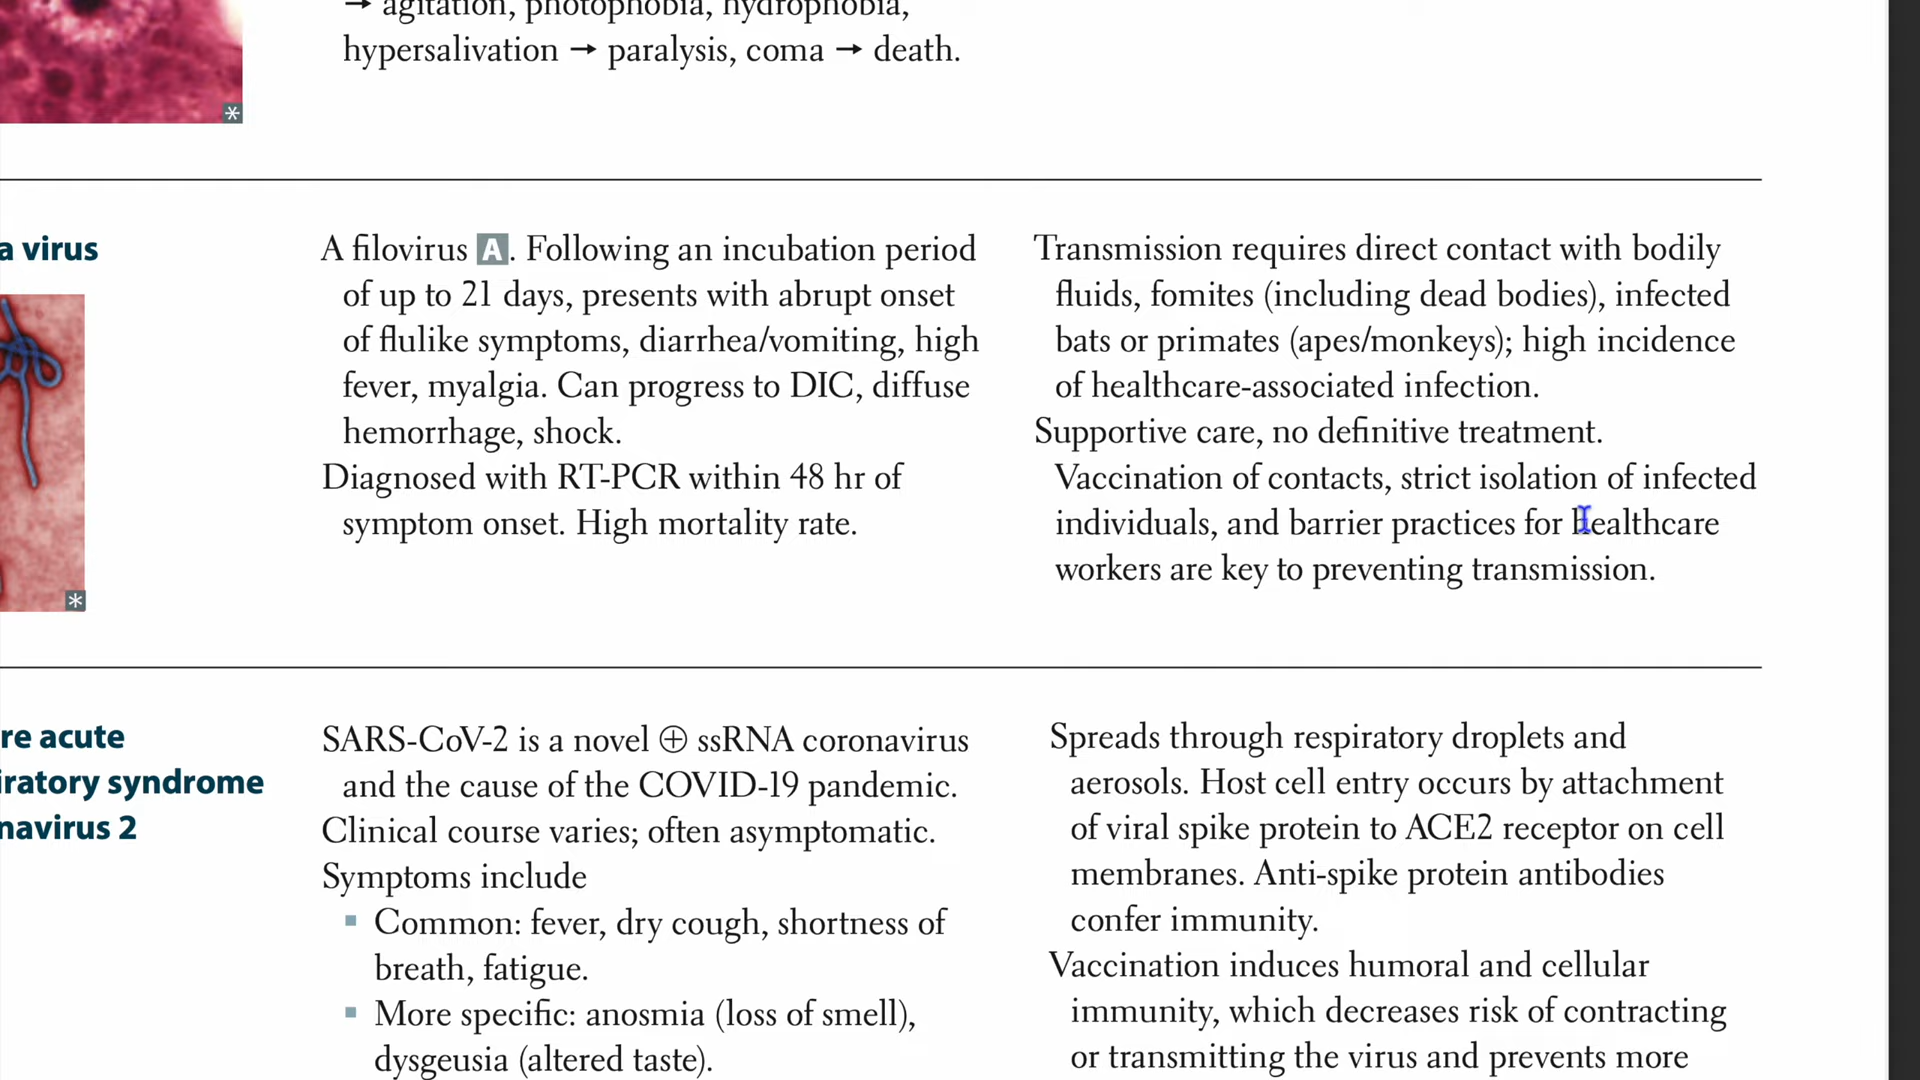 → agitation, photophobia, hydrophobia,
hypersalivation → paralysis, coma → death.
a virus
A filovirus A. Following an incubation period
of up to 21 days, presents with abrupt onset
of flulike symptoms, diarrhea/vomiting, high
fever, myalgia. Can progress to DIC, diffuse
hemorrhage, shock.
Diagnosed with RT-PCR within 48 hr of
symptom onset. High mortality rate.
Transmission requires direct contact with bodily
fluids, fomites (including dead bodies), infected
bats or primates (apes/monkeys); high incidence
of healthcare-associated infection.
Supportive care, no definitive treatment.
Vaccination of contacts, strict isolation of infected
individuals, and barrier practices for healthcare
workers are key to preventing transmission.
re acute
iratory syndrome
navirus 2
SARS-CoV-2 is a novel ⊕ ssRNA coronavirus
and the cause of the COVID-19 pandemic.
Clinical course varies; often asymptomatic.
Symptoms include
▪ Common: fever, dry cough, shortness of
breath, fatigue.
▪ More specific: anosmia (loss of smell),
dysgeusia (altered taste).
Spreads through respiratory droplets and
aerosols. Host cell entry occurs by attachment
of viral spike protein to ACE2 receptor on cell
membranes. Anti-spike protein antibodies
confer immunity.
Vaccination induces humoral and cellular
immunity, which decreases risk of contracting
or transmitting the virus and prevents more